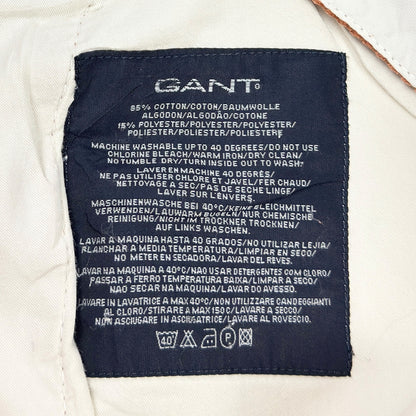 GANT
85% COTTON/COTON/BAUMWOLLE
ALGODON/ALGODÃO/COTONE
15% POLYESTER/POLYESTER/POLYESTER/
POLIESTER/POLIESTER/POLIESTERE/
MACHINE WASHABLE UP TO 40 DEGREES/DO NOT USE
CHLORINE BLEACH/WARM IRON/DRY CLEAN/
NO TUMBLE DRY/TURN INSIDE OUT TO WASH.
LAVER EN MACHINE 40 DEGRÉS/
NE PAS UTILISER CHLORE ET JAVEL/FER CHAUD/
NETTOYAGE A SEC/PAS DE SÈCHE LINGE/
LAVER SUR L'ENVERS.
MASCHINENWASCHE BEI 40°C/KEINE BLEICHMITTEL
VERWENDEN/LAUWARM BUGELN/NUR CHEMISCHE
REINIGUNG/NICHT IM TROCKNER TROCKNEN/
AUF LINKS WASCHEN.
LAVAR A MAQUINA HASTA 40 GRADOS/NO UTILIZAR LEJIA/
PLANCHAR A MEDIA TEMPERATURA/LIMPIAR EN SECO/
NO METER EN SECADORA/LAVAR DEL REVES.
LAVAR NA MAQUINA A 40°C/NAO USAR DETERGENTES COM CLORO/
PASSAR A FERRO TEMPERATURA BAIXA/LIMPAR EM SECO/
NAO SECAR NA MAQUINA/LAVAR DO AVESSO.
LAVARE IN LAVATRICE A MAX 40°C/NON UTILIZZARE CANDEGGIANTI
AL CLORO/STIRARE A MAX 150C/LAVARE A SECO/
NON ASCIUGARE IN ASCIUGATRICE/LAVARE AL ROVESCIO.
40 P